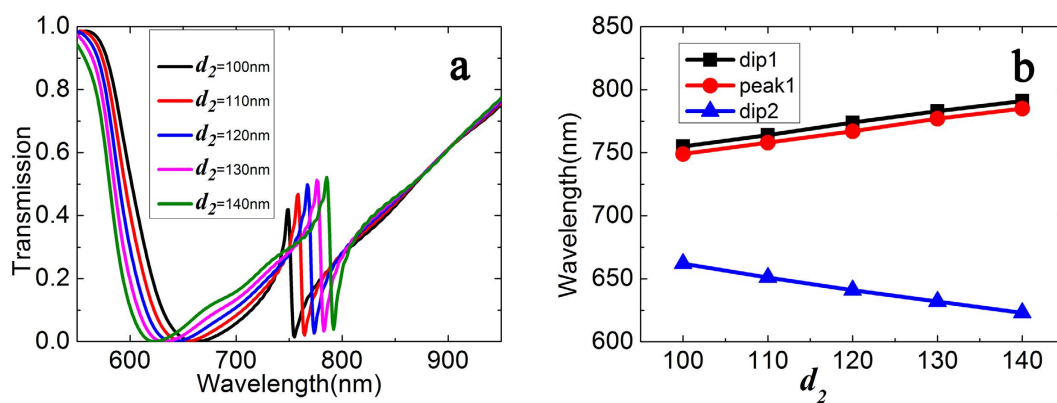 a
Transmission
1.0
0.8
0.6
0.4
0.2
0.0
d2=100nm
d2=110nm
d2=120nm
d2=130nm
d2=140nm
600 700 800 900
Wavelength(nm)
b
Wavelength(nm)
850
800
750
700
650
600
dip1
peak1
dip2
100 110 120 130 140
d2